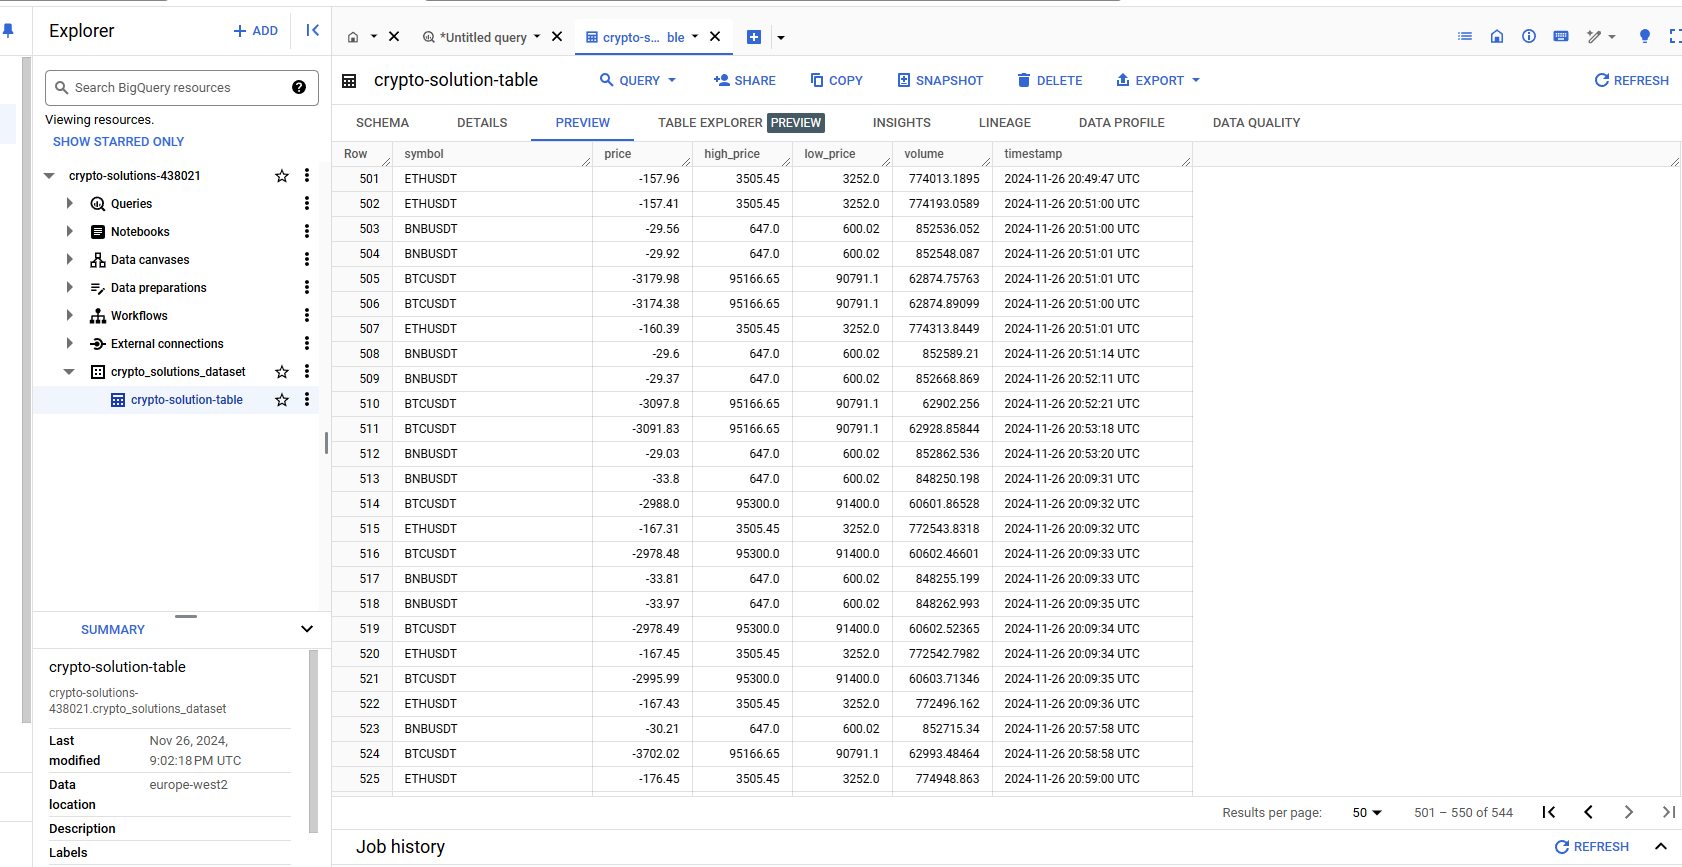 Explorer
+ ADD
Search BigQuery resources
?
Viewing resources.
SHOW STARRED ONLY
crypto-solutions-438021
Queries
Notebooks
Data canvases
Data preparations
Workflows
External connections
crypto_solutions_dataset
crypto-solution-table
SUMMARY
crypto-solution-table
crypto-solutions-
438021.crypto_solutions_dataset
Last modified
Nov 26, 2024, 9:02:18 PM UTC
Data location
europe-west2
Description
Labels
*Untitled query
crypto-s... ble
crypto-solution-table
QUERY
SHARE
COPY
SNAPSHOT
DELETE
EXPORT
REFRESH
SCHEMA DETAILS PREVIEW TABLE EXPLORER PREVIEW INSIGHTS LINEAGE DATA PROFILE DATA QUALITY
Row symbol price high_price low_price volume timestamp
501 ETHUSDT -157.96 3505.45 3252.0 774013.1895 2024-11-26 20:49:47 UTC
502 ETHUSDT -157.41 3505.45 3252.0 774193.0589 2024-11-26 20:51:00 UTC
503 BNBUSDT -29.56 647.0 600.02 852536.052 2024-11-26 20:51:00 UTC
504 BNBUSDT -29.92 647.0 600.02 852548.087 2024-11-26 20:51:01 UTC
505 BTCUSDT -3179.98 95166.65 90791.1 62874.75763 2024-11-26 20:51:01 UTC
506 BTCUSDT -3174.38 95166.65 90791.1 62874.89099 2024-11-26 20:51:00 UTC
507 ETHUSDT -160.39 3505.45 3252.0 774313.8449 2024-11-26 20:51:01 UTC
508 BNBUSDT -29.6 647.0 600.02 852589.21 2024-11-26 20:51:14 UTC
509 BNBUSDT -29.37 647.0 600.02 852668.869 2024-11-26 20:52:11 UTC
510 BTCUSDT -3097.8 95166.65 90791.1 62902.256 2024-11-26 20:52:21 UTC
511 BTCUSDT -3091.83 95166.65 90791.1 62928.85844 2024-11-26 20:53:18 UTC
512 BNBUSDT -29.03 647.0 600.02 852862.536 2024-11-26 20:53:20 UTC
513 BNBUSDT -33.8 647.0 600.02 848250.198 2024-11-26 20:09:31 UTC
514 BTCUSDT -2988.0 95300.0 91400.0 60601.86528 2024-11-26 20:09:32 UTC
515 ETHUSDT -167.31 3505.45 3252.0 772543.8318 2024-11-26 20:09:32 UTC
516 BTCUSDT -2978.48 95300.0 91400.0 60602.46601 2024-11-26 20:09:33 UTC
517 BNBUSDT -33.81 647.0 600.02 848255.199 2024-11-26 20:09:33 UTC
518 BNBUSDT -33.97 647.0 600.02 848262.993 2024-11-26 20:09:35 UTC
519 BTCUSDT -2978.49 95300.0 91400.0 60602.52365 2024-11-26 20:09:34 UTC
520 ETHUSDT -167.45 3505.45 3252.0 772542.7982 2024-11-26 20:09:34 UTC
521 BTCUSDT -2995.99 95300.0 91400.0 60603.71346 2024-11-26 20:09:35 UTC
522 ETHUSDT -167.43 3505.45 3252.0 772496.162 2024-11-26 20:09:36 UTC
523 BNBUSDT -30.21 647.0 600.02 852715.34 2024-11-26 20:57:58 UTC
524 BTCUSDT -3702.02 95166.65 90791.1 62993.48464 2024-11-26 20:58:58 UTC
525 ETHUSDT -176.45 3505.45 3252.0 774948.863 2024-11-26 20:59:00 UTC
Results per page: 50 501 – 550 of 544
Job history
REFRESH